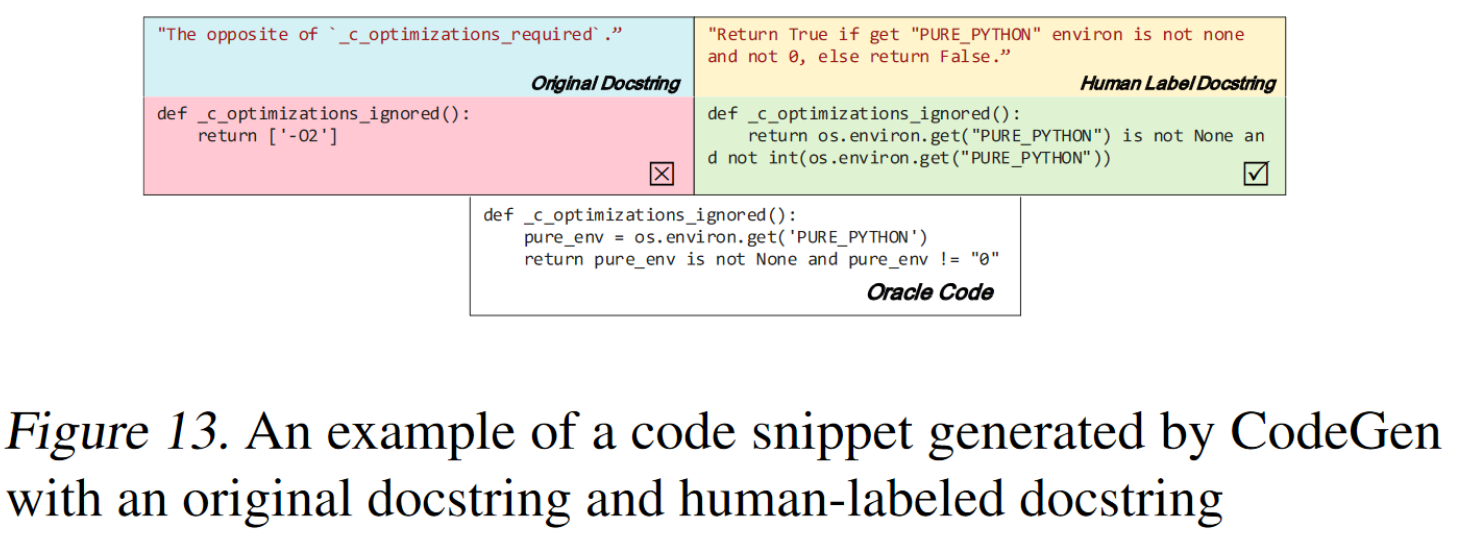 "The opposite of `_c_optimizations_required`.”
Original Docstring
"Return True if get "PURE_PYTHON" environ is not none
and not 0, else return False.”
Human Label Docstring
def _c_optimizations_ignored():
    return ['-O2']
def _c_optimizations_ignored():
    return os.environ.get("PURE_PYTHON") is not None an
d not int(os.environ.get("PURE_PYTHON"))
def _c_optimizations_ignored():
    pure_env = os.environ.get('PURE_PYTHON')
    return pure_env is not None and pure_env != "0"
Oracle Code
Figure 13. An example of a code snippet generated by CodeGen
with an original docstring and human-labeled docstring